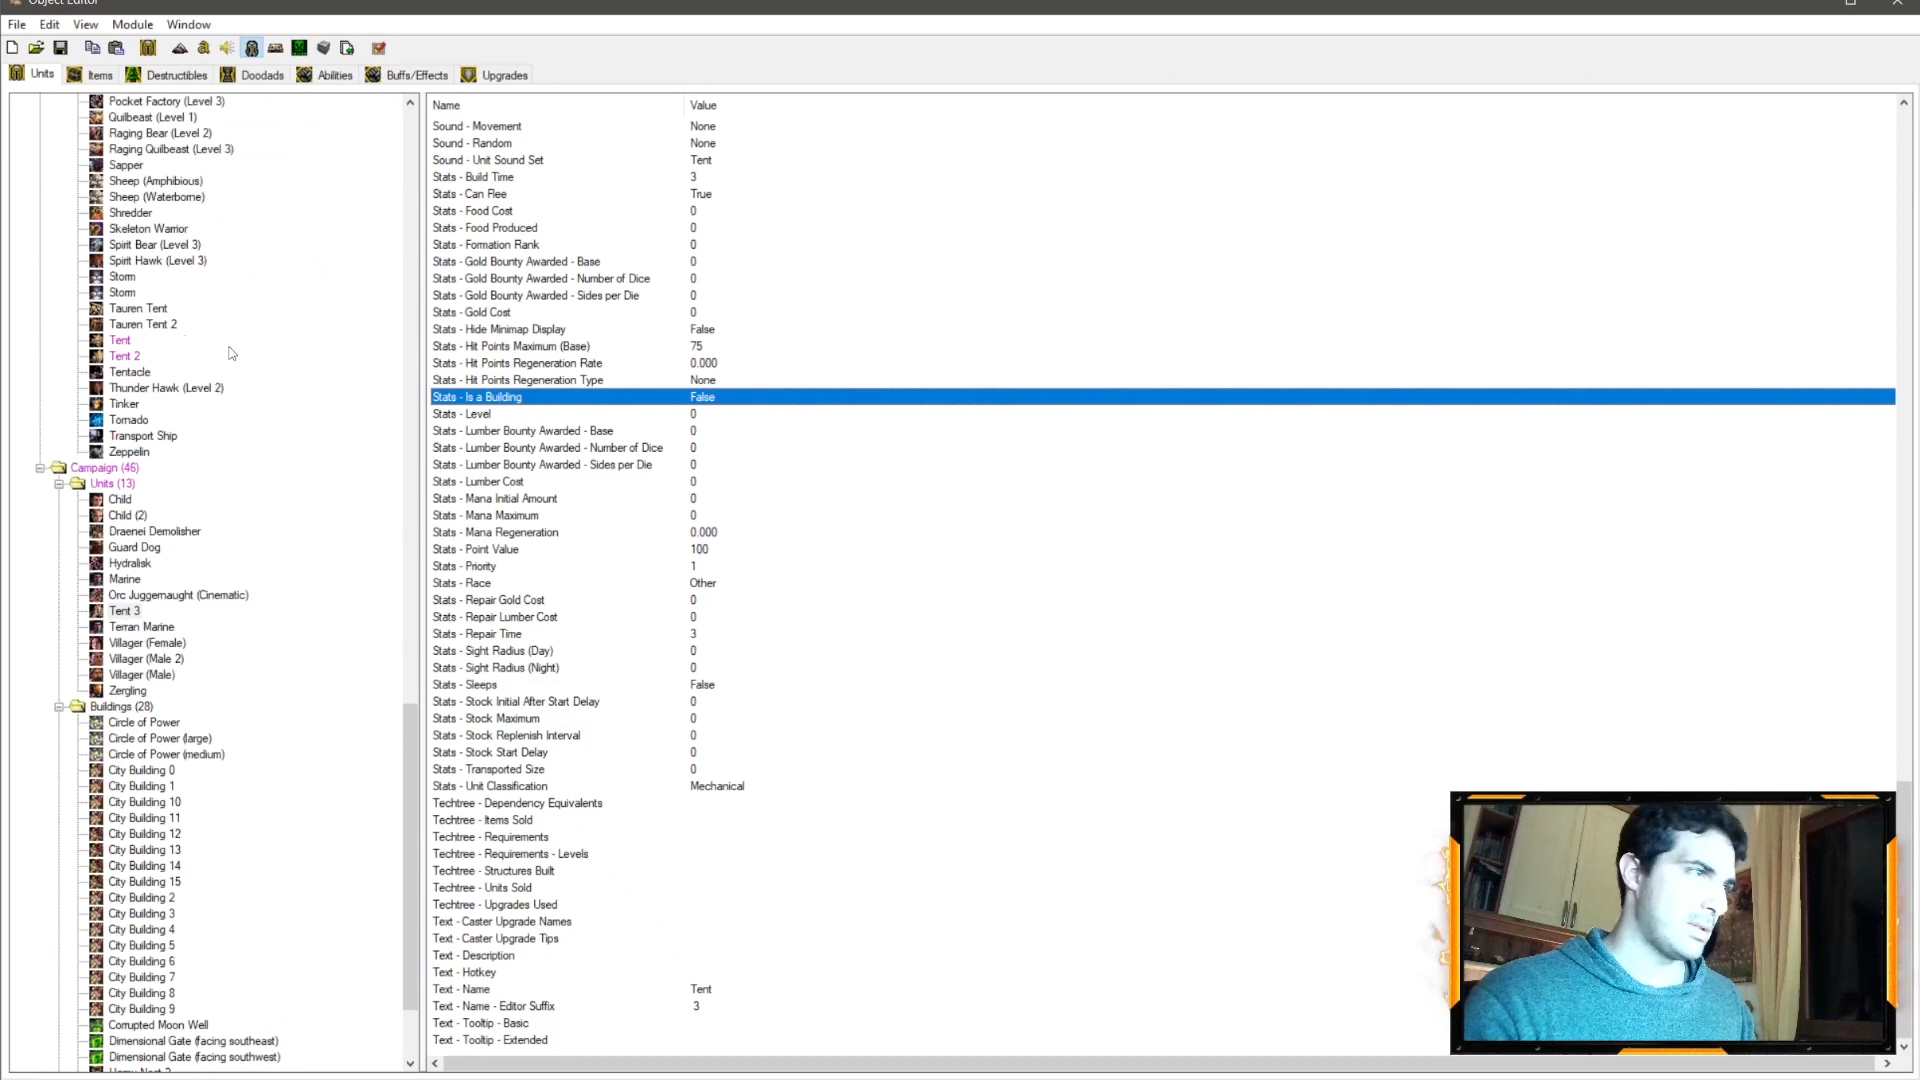 Object Editor
File Edit View Module Window
Units Items Destructibles Doodads Abilities Buffs/Effects Upgrades
Pocket Factory (Level 3)
Quilbeast (Level 1)
Raging Bear (Level 2)
Raging Quilbeast (Level 3)
Sapper
Sheep (Amphibious)
Sheep (Waterborne)
Shredder
Skeleton Warrior
Spirit Bear (Level 3)
Spirit Hawk (Level 3)
Storm
Storm
Tauren Tent
Tauren Tent 2
Tent
Tent 2
Tentacle
Thunder Hawk (Level 2)
Tinker
Tornado
Transport Ship
Zeppelin
Campaign (46)
Units (13)
Child
Child (2)
Draenei Demolisher
Guard Dog
Hydralisk
Marine
Orc Juggernaught (Cinematic)
Tent 3
Terran Marine
Villager (Female)
Villager (Male 2)
Villager (Male)
Zergling
Buildings (28)
Circle of Power
Circle of Power (large)
Circle of Power (medium)
City Building 0
City Building 1
City Building 10
City Building 11
City Building 12
City Building 13
City Building 14
City Building 15
City Building 2
City Building 3
City Building 4
City Building 5
City Building 6
City Building 7
City Building 8
City Building 9
Corrupted Moon Well
Dimensional Gate (facing southeast)
Dimensional Gate (facing southwest)
Name Value
Sound - Movement None
Sound - Random None
Sound - Unit Sound Set Tent
Stats - Build Time 3
Stats - Can Flee True
Stats - Food Cost 0
Stats - Food Produced 0
Stats - Formation Rank 0
Stats - Gold Bounty Awarded - Base 0
Stats - Gold Bounty Awarded - Number of Dice 0
Stats - Gold Bounty Awarded - Sides per Die 0
Stats - Gold Cost 0
Stats - Hide Minimap Display False
Stats - Hit Points Maximum (Base) 75
Stats - Hit Points Regeneration Rate 0.000
Stats - Hit Points Regeneration Type None
Stats - Is a Building False
Stats - Level 0
Stats - Lumber Bounty Awarded - Base 0
Stats - Lumber Bounty Awarded - Number of Dice 0
Stats - Lumber Bounty Awarded - Sides per Die 0
Stats - Lumber Cost 0
Stats - Mana Initial Amount 0
Stats - Mana Maximum 0
Stats - Mana Regeneration 0.000
Stats - Point Value 100
Stats - Priority 1
Stats - Race Other
Stats - Repair Gold Cost 0
Stats - Repair Lumber Cost 0
Stats - Repair Time 3
Stats - Sight Radius (Day) 0
Stats - Sight Radius (Night) 0
Stats - Sleeps False
Stats - Stock Initial After Start Delay 0
Stats - Stock Maximum 0
Stats - Stock Replenish Interval 0
Stats - Stock Start Delay 0
Stats - Transported Size 0
Stats - Unit Classification Mechanical
Techtree - Dependency Equivalents
Techtree - Items Sold
Techtree - Requirements
Techtree - Requirements - Levels
Techtree - Structures Built
Techtree - Units Sold
Techtree - Upgrades Used
Text - Caster Upgrade Names
Text - Caster Upgrade Tips
Text - Description
Text - Hotkey
Text - Name Tent
Text - Name - Editor Suffix 3
Text - Tooltip - Basic
Text - Tooltip - Extended